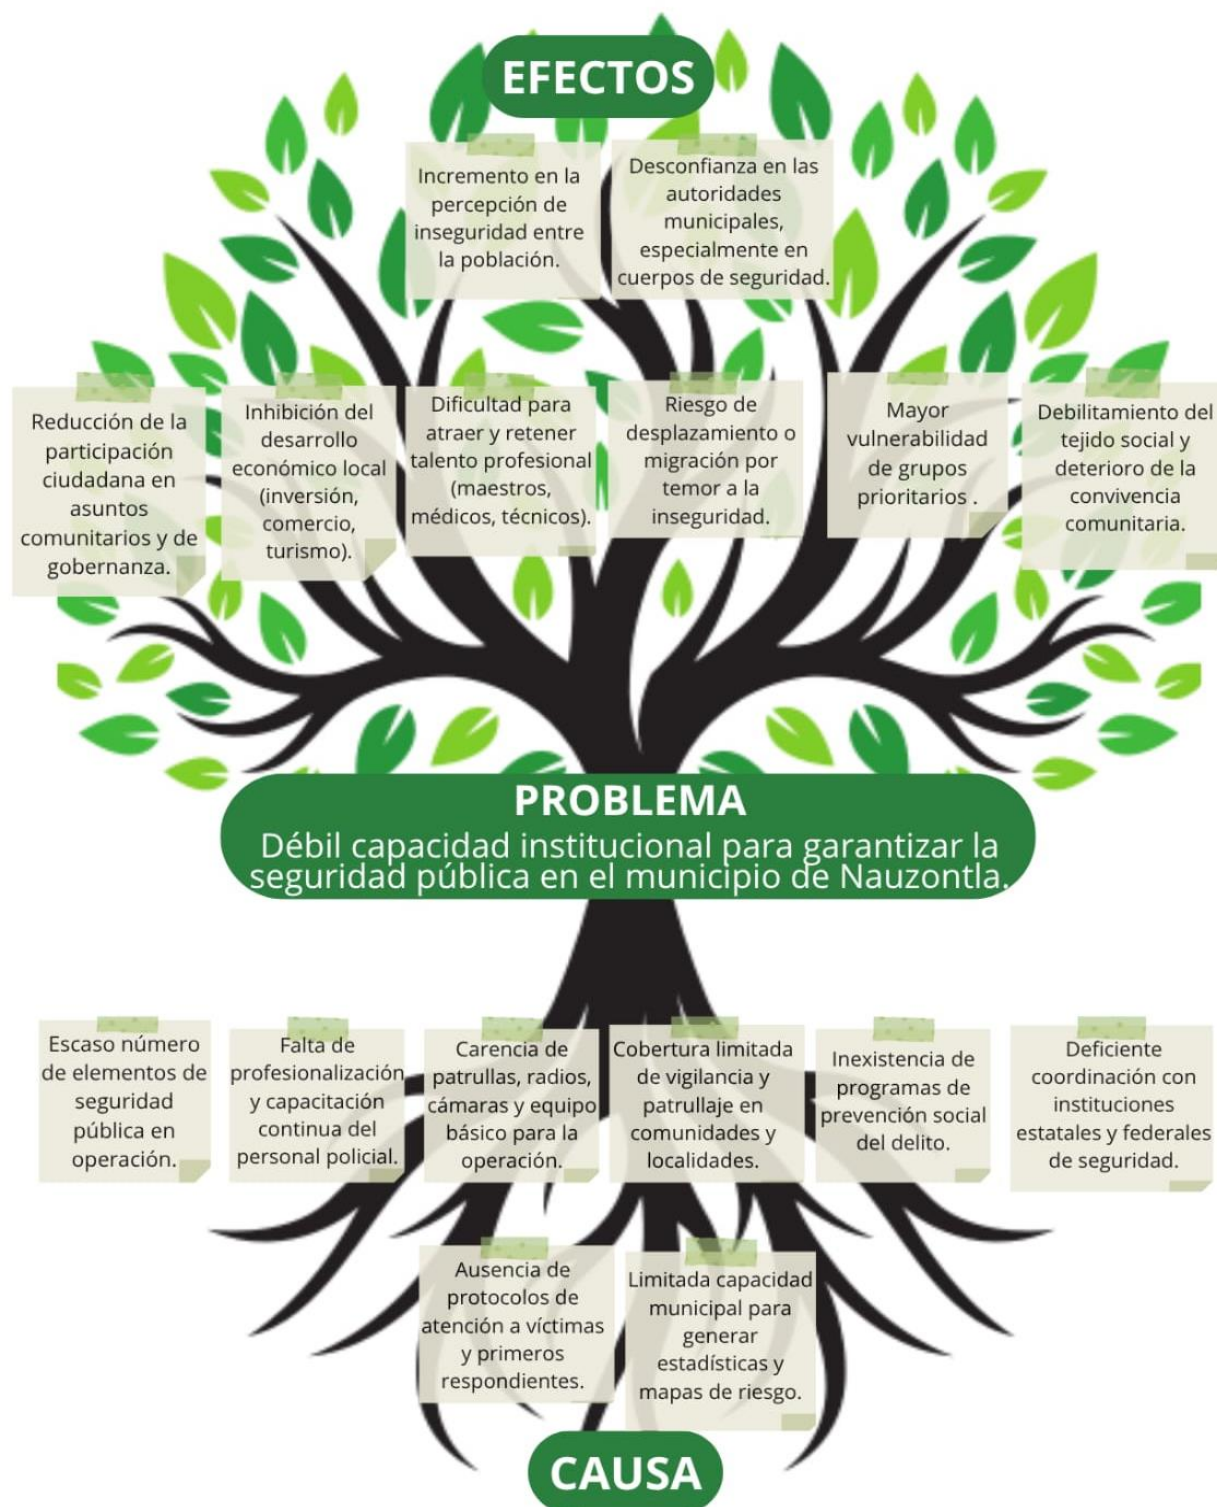 EFECTOS
Incremento en la
percepción de
inseguridad entre
la población.
Desconfianza en las
autoridades
municipales,
especialmente en
cuerpos de seguridad.
Reducción de la
participación
ciudadana en
asuntos
comunitarios y de
gobernanza.
Inhibición del
desarrollo
económico local
(inversión,
comercio,
turismo).
Dificultad para
atraer y retener
talento profesional
(maestros,
médicos, técnicos).
Riesgo de
desplazamiento o
migración por
temor a la
inseguridad.
Mayor
vulnerabilidad
de grupos
prioritarios .
Debilitamiento del
tejido social y
deterioro de la
convivencia
comunitaria.
PROBLEMA
Débil capacidad institucional para garantizar la
seguridad pública en el municipio de Nauzontla.
Escaso número
de elementos de
seguridad
pública en
operación.
Falta de
profesionalización
y capacitación
continua del
personal policial.
Carencia de
patrullas, radios,
cámaras y equipo
básico para la
operación.
Cobertura limitada
de vigilancia y
patrullaje en
comunidades y
localidades.
Inexistencia de
programas de
prevención social
del delito.
Deficiente
coordinación con
instituciones
estatales y federales
de seguridad.
Ausencia de
protocolos de
atención a víctimas
y primeros
respondientes.
Limitada capacidad
municipal para
generar
estadísticas y
mapas de riesgo.
CAUSA